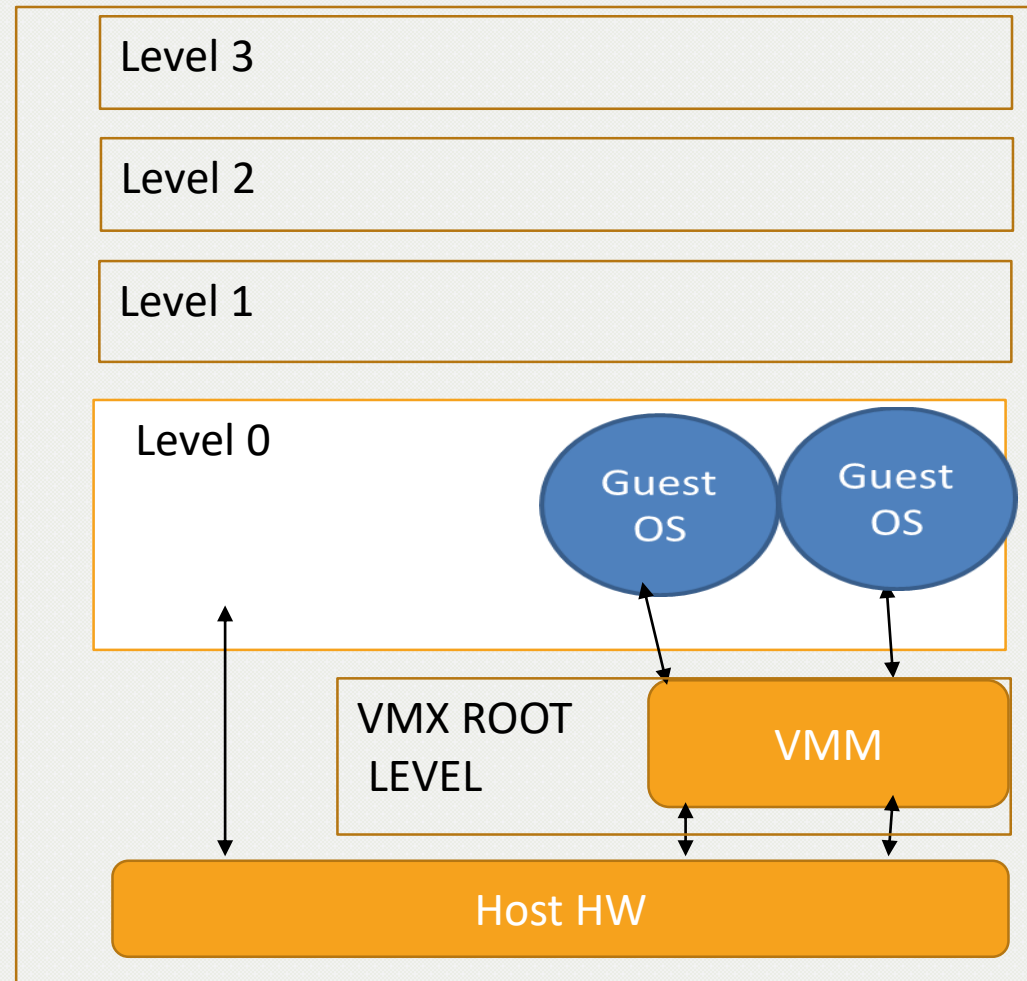 Level 3
Level 2
Level 1
Level 0
Guest
OS
Guest
OS
VMX ROOT
LEVEL
VMM
Host HW